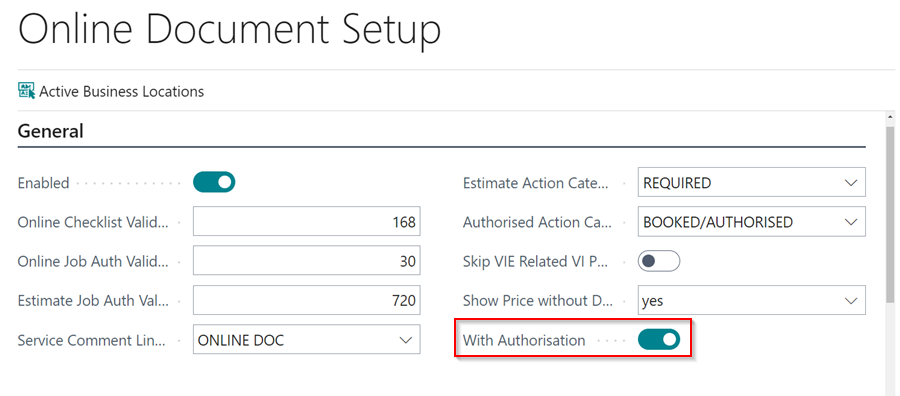 Online Document Setup
Active Business Locations
General
Enabled
Online Checklist Valid... 168
Online Job Auth Valid... 30
Estimate Job Auth Val... 720
Service Comment Lin... ONLINE DOC
Estimate Action Cate... REQUIRED
Authorised Action Ca... BOOKED/AUTHORISED
Skip VIE Related VI P...
Show Price without D... yes
With Authorisation